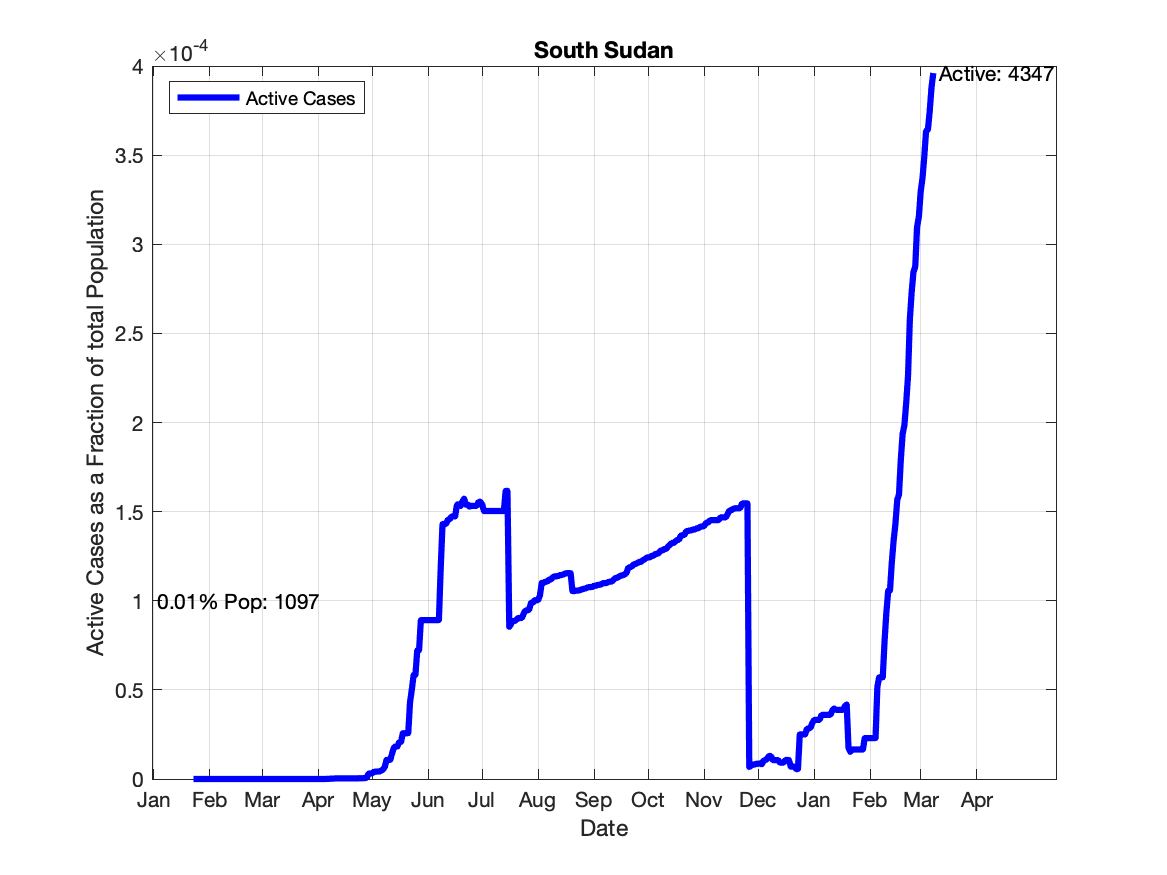 South Sudan
×10-4
Active: 4347
Active Cases
4
3.5
3
2.5
2
1.5
1
0.5
0
0.01% Pop: 1097
Active Cases as a Fraction of total Population
Jan Feb Mar Apr May Jun Jul Aug Sep Oct Nov Dec Jan Feb Mar Apr
Date